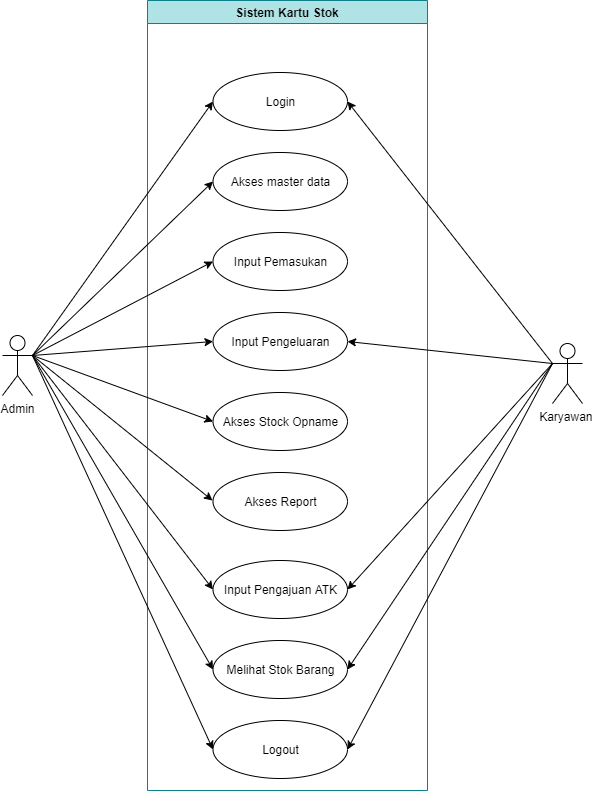 Sistem Kartu Stok
Login
Akses master data
Input Pemasukan
Input Pengeluaran
Admin
Karyawan
Akses Stock Opname
Akses Report
Input Pengajuan ATK
Melihat Stok Barang
Logout